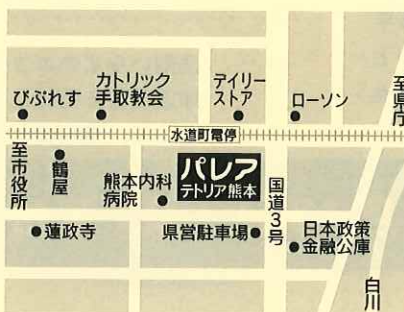 カトリック
手取教会
デイリー
ストア
びぷれす
ローソン
至県庁
水道町電停
至市役所
鶴屋
熊本内科
病院
パレア
テトリア熊本
国道3号
蓮政寺
県営駐車場
日本政策
金融公庫
白川